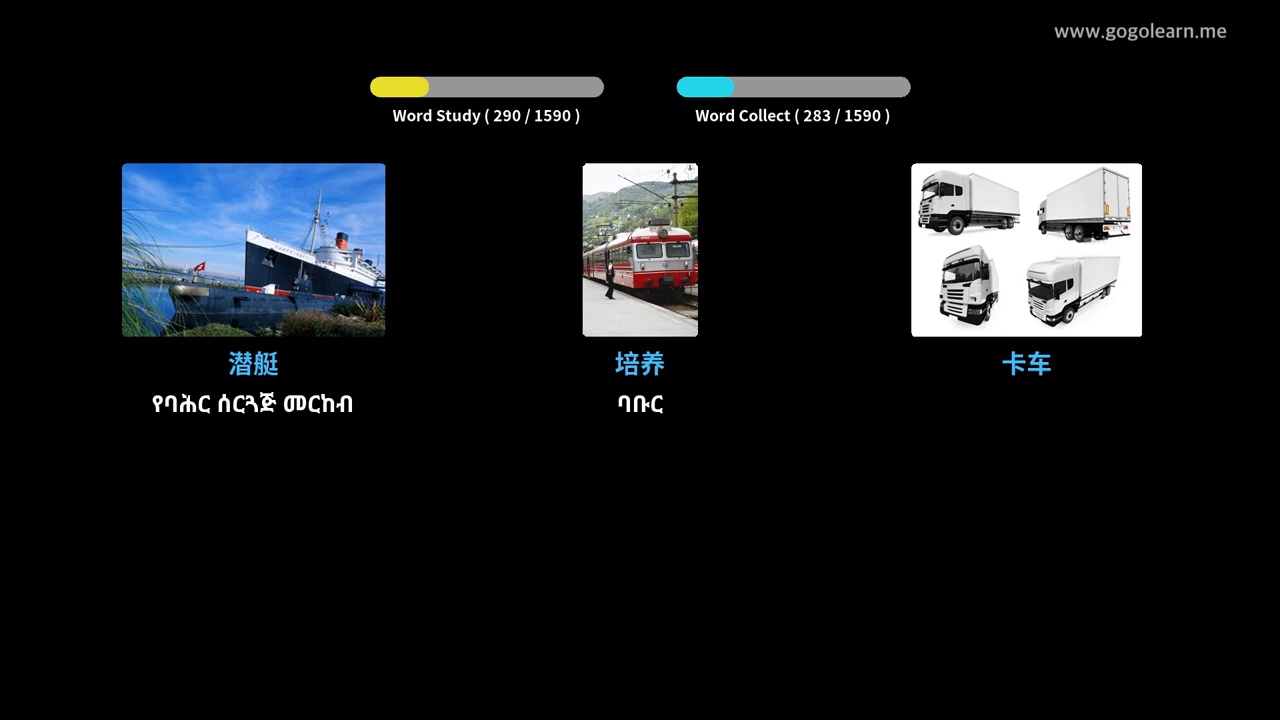 www.gogolearn.me
Word Study ( 290 / 1590 )
Word Collect ( 283 / 1590 )
潜艇
培养
卡车
የባሕር ሰርጓጅ መርከብ
ባቡር